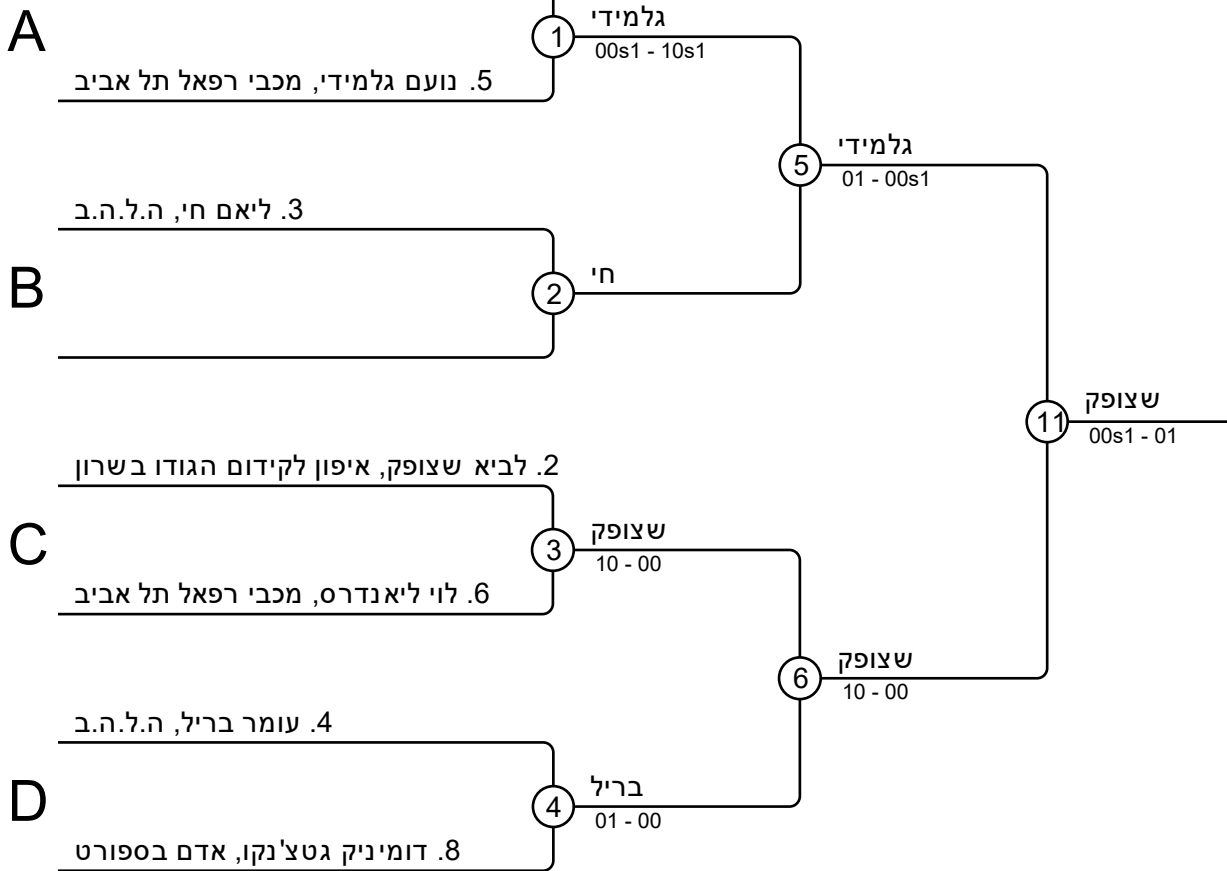 A
1
גלמידי
00s1 - 10s1
5. נועם גלמידי, מכבי רפאל תל אביב
5
גלמידי
01 - 00s1
3. ליאם חי, ה.ל.ה.ב
B
2
חי
11
שצופק
00s1 - 01
2. לביא שצופק, איפון לקידום הגודו בשרון
C
3
שצופק
10 - 00
6. לוי ליאנדרס, מכבי רפאל תל אביב
6
שצופק
10 - 00
4. עומר בריל, ה.ל.ה.ב
D
4
בריל
01 - 00
8. דומיניק גטצ'נקו, אדם בספורט